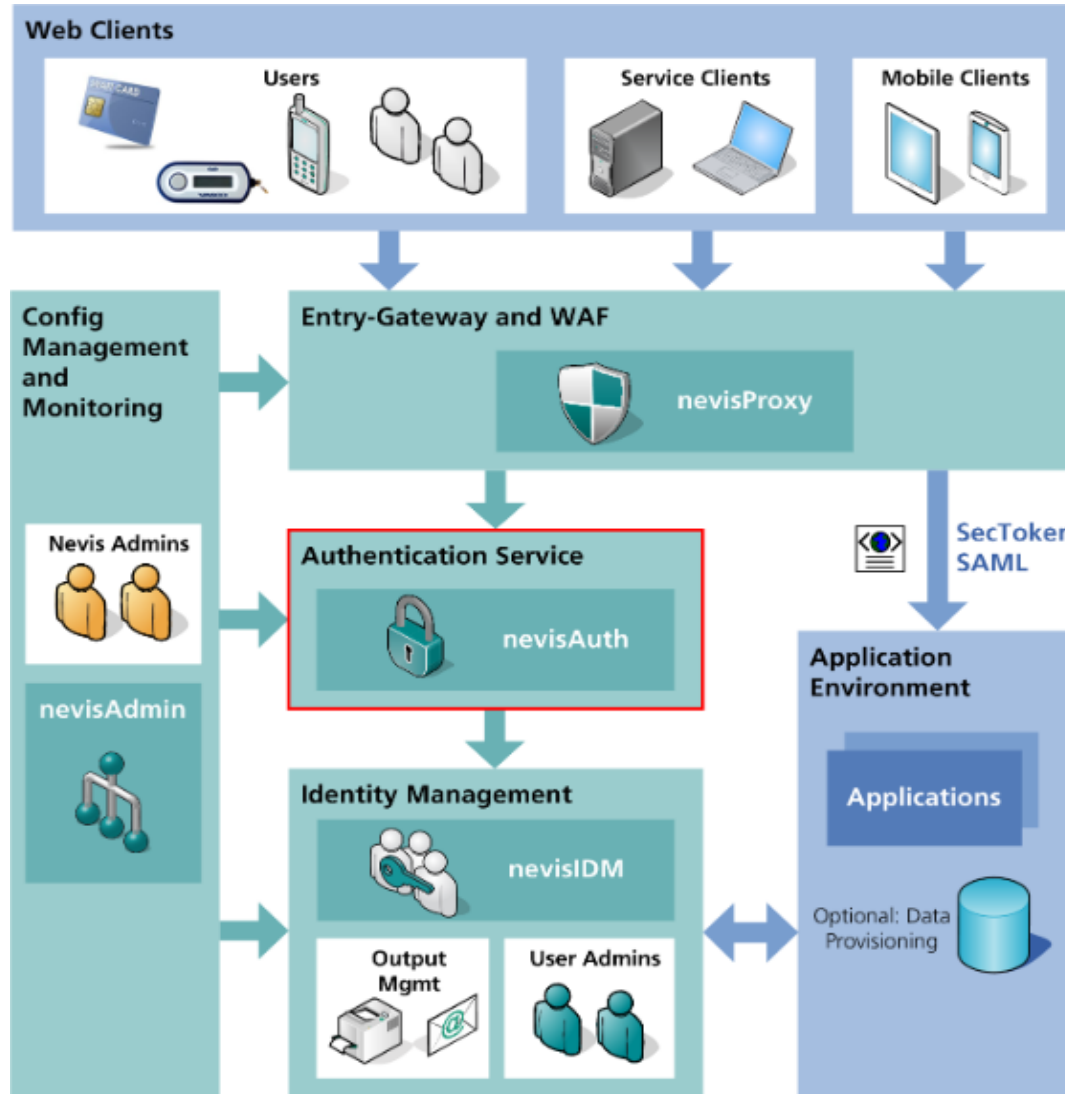 Web Clients
Users
Service Clients
Mobile Clients
Config
Management
and
Monitoring
Entry-Gateway and WAF
nevisProxy
Nevis Admins
nevisAdmin
Authentication Service
nevisAuth
SecToken
SAML
Identity Management
nevisIDM
Output
Mgmt
User Admins
@
Application
Environment
Applications
Optional: Data
Provisioning